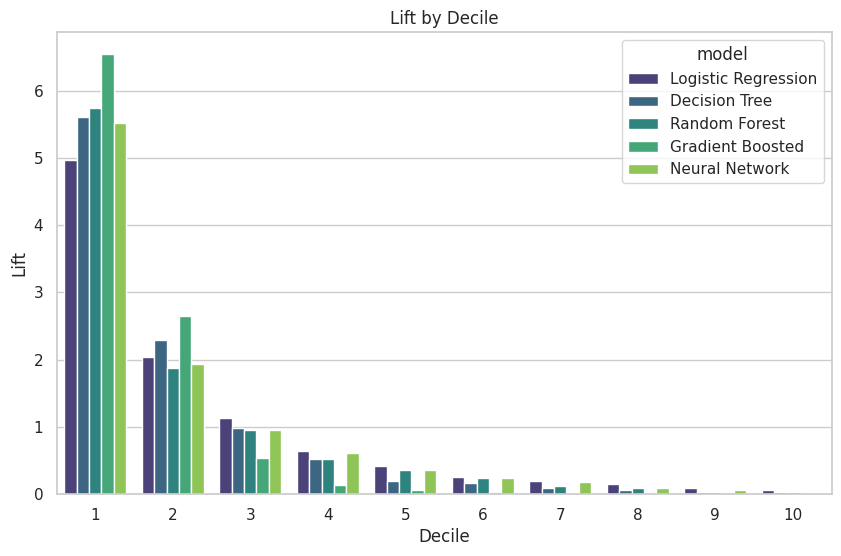 Lift by Decile
model
Logistic Regression
Decision Tree
Random Forest
Gradient Boosted
Neural Network
6
5
4
3
2
1
0
Lift
1 2 3 4 5 6 7 8 9 10
Decile